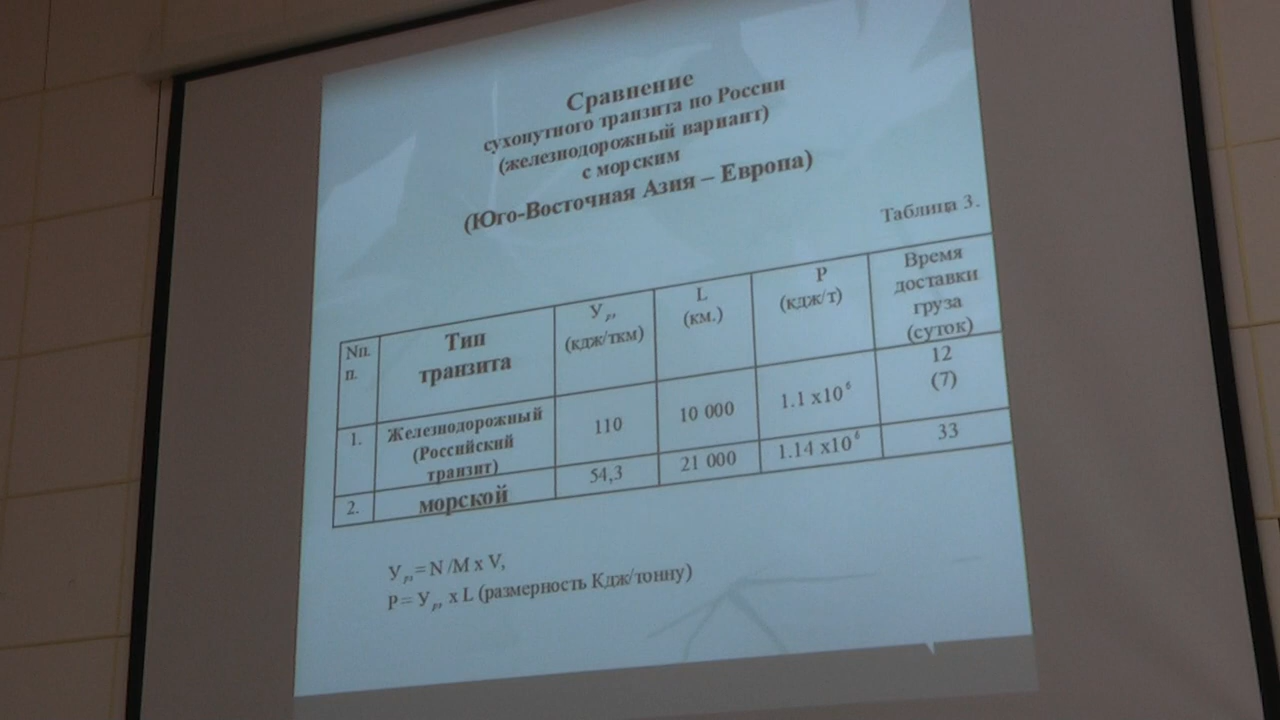 Сравнение
сухопутного транзита по России
(железнодорожный вариант)
с морским
(Юго-Восточная Азия – Европа)
Таблица 3.
Nп.
п.
Тип
транзита
У р,
(кдж/ткм)
L
(км.)
P
(кдж/т)
Время
доставки
груза
(суток)
1.
Железнодорожный
(Российский
транзит)
110
10 000
1.1 x10⁶
12
(7)
2.
морской
54,3
21 000
1.14 x10⁶
33
У р, = N /M x V,
P = У р, x L (размерность Кдж/тонну)